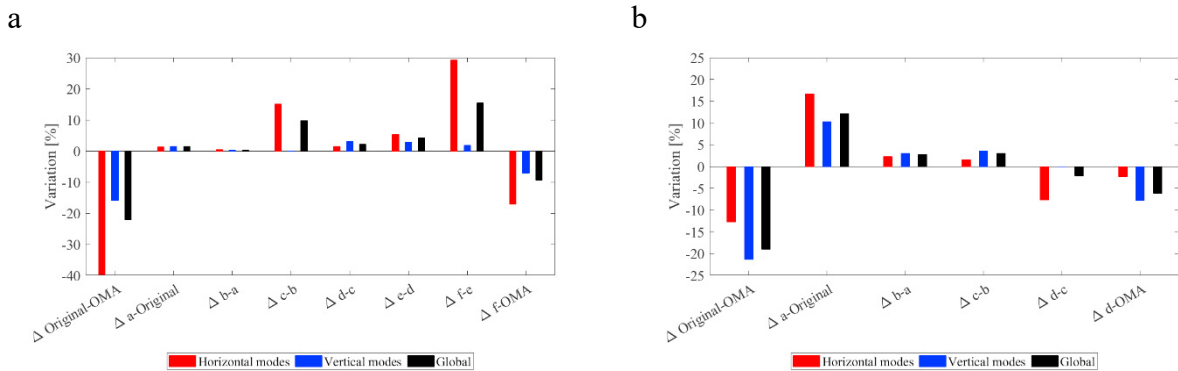 a
Variation [%]
30
20
10
0
-10
-20
-30
-40
Δ Original-OMA
Δ a-Original
Δ b-a
Δ c-b
Δ d-c
Δ e-d
Δ f-e
Δ f-OMA
Horizontal modes Vertical modes Global
b
Variation [%]
25
20
15
10
5
0
-5
-10
-15
-20
-25
Δ Original-OMA
Δ a-Original
Δ b-a
Δ c-b
Δ d-c
Δ d-OMA
Horizontal modes Vertical modes Global